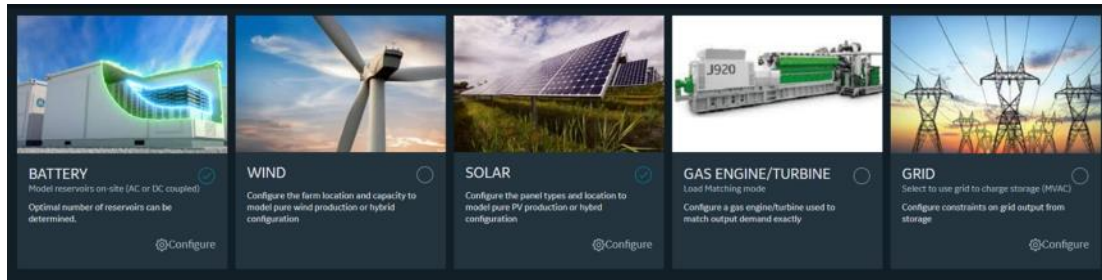 J920
BATTERY
Model reservoirs on-site (AC or DC coupled)
Optimal number of reservoirs can be
determined.
Configure
WIND
Configure the farm location and capacity to
model pure wind production or hybrid
configuration
SOLAR
Configure the panel types and location to
model pure PV production or hybrd
configuration
Configure
GAS ENGINE/TURBINE
Load Matching mode
Configure a gas engine/turbine used to
match output demand exactly
GRID
Select to use grid to charge storage (MVAC)
Configure constraints on grid output from
storage
Configure